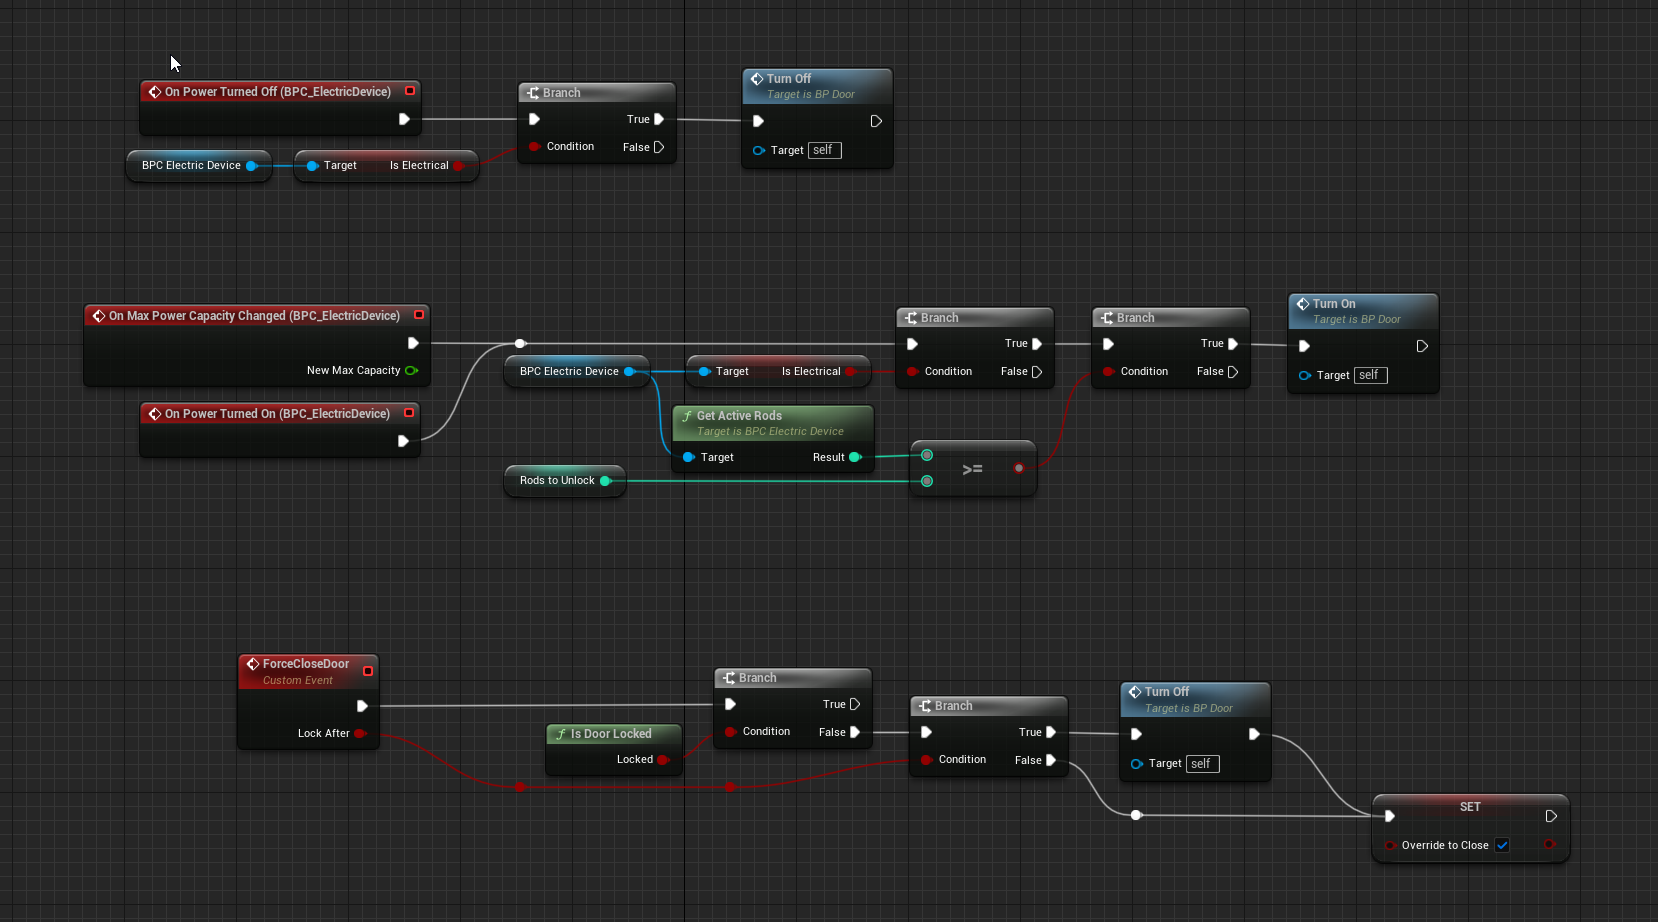 On Power Turned Off (BPC_ElectricDevice)
Branch
True
Condition
False
Turn Off
Target is BP Door
Target self
BPC Electric Device
Target Is Electrical
On Max Power Capacity Changed (BPC_ElectricDevice)
New Max Capacity
On Power Turned On (BPC_ElectricDevice)
BPC Electric Device
Target Is Electrical
Get Active Rods
Target is BPC Electric Device
Target Result
Rods to Unlock
>=
Branch
True
Condition False
Branch
True
Condition False
Turn On
Target is BP Door
Target self
ForceCloseDoor
Custom Event
Lock After
Is Door Locked
Locked
Branch
True
Condition False
Branch
True
Condition False
Turn Off
Target is BP Door
Target self
SET
Override to Close